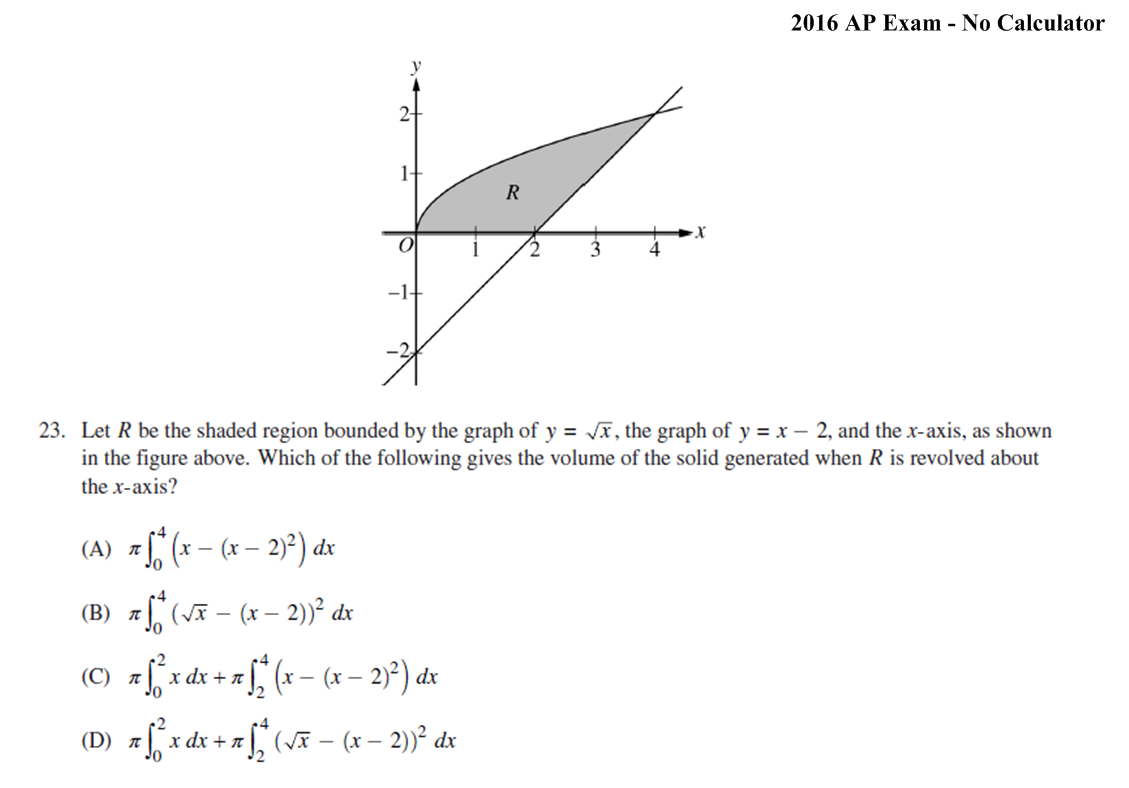 2016 AP Exam - No Calculator
y
2
1
R
O
1
2
3
4
x
−1
−2
23. Let R be the shaded region bounded by the graph of y = √x, the graph of y = x − 2, and the x-axis, as shown
in the figure above. Which of the following gives the volume of the solid generated when R is revolved about
the x-axis?
(A) π∫₀⁴ (x − (x − 2)²) dx
(B) π∫₀⁴ (√x − (x − 2))² dx
(C) π∫₀² x dx + π∫₂⁴ (x − (x − 2)²) dx
(D) π∫₀² x dx + π∫₂⁴ (√x − (x − 2))² dx